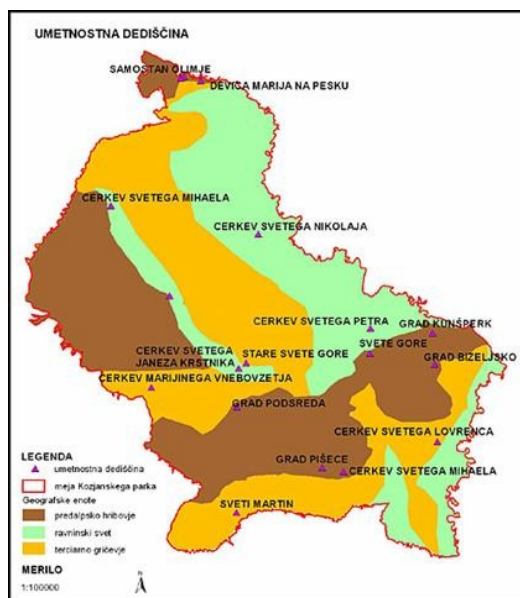 UMETNOSTNA DEDIŠČINA
SAMOSTAN OLIMJE
DEVICA MARIJA NA PESKU
CERKEV SVETEGA MIHAELA
CERKEV SVETEGA NIKOLAJA
CERKEV SVETEGA PETRA
GRAD KUNŠPERK
SVETE GORE
CERKEV SVETEGA
JANEZA KRSTNIKA
STARE SVETE GORE
GRAD BIZELJSKO
CERKEV MARIJINEGA VNEBOVZETJA
GRAD PODSREDA
CERKEV SVETEGA LOVRENCA
GRAD PIŠECE
CERKEV SVETEGA MIHAELA
SVETI MARTIN
LEGENDA
umetnostna dediščina
meja Kozjanskega parka
Geografske enote
predalpsko hribovje
ravninski svet
terciarno gričevje
MERILO
1:100000
N